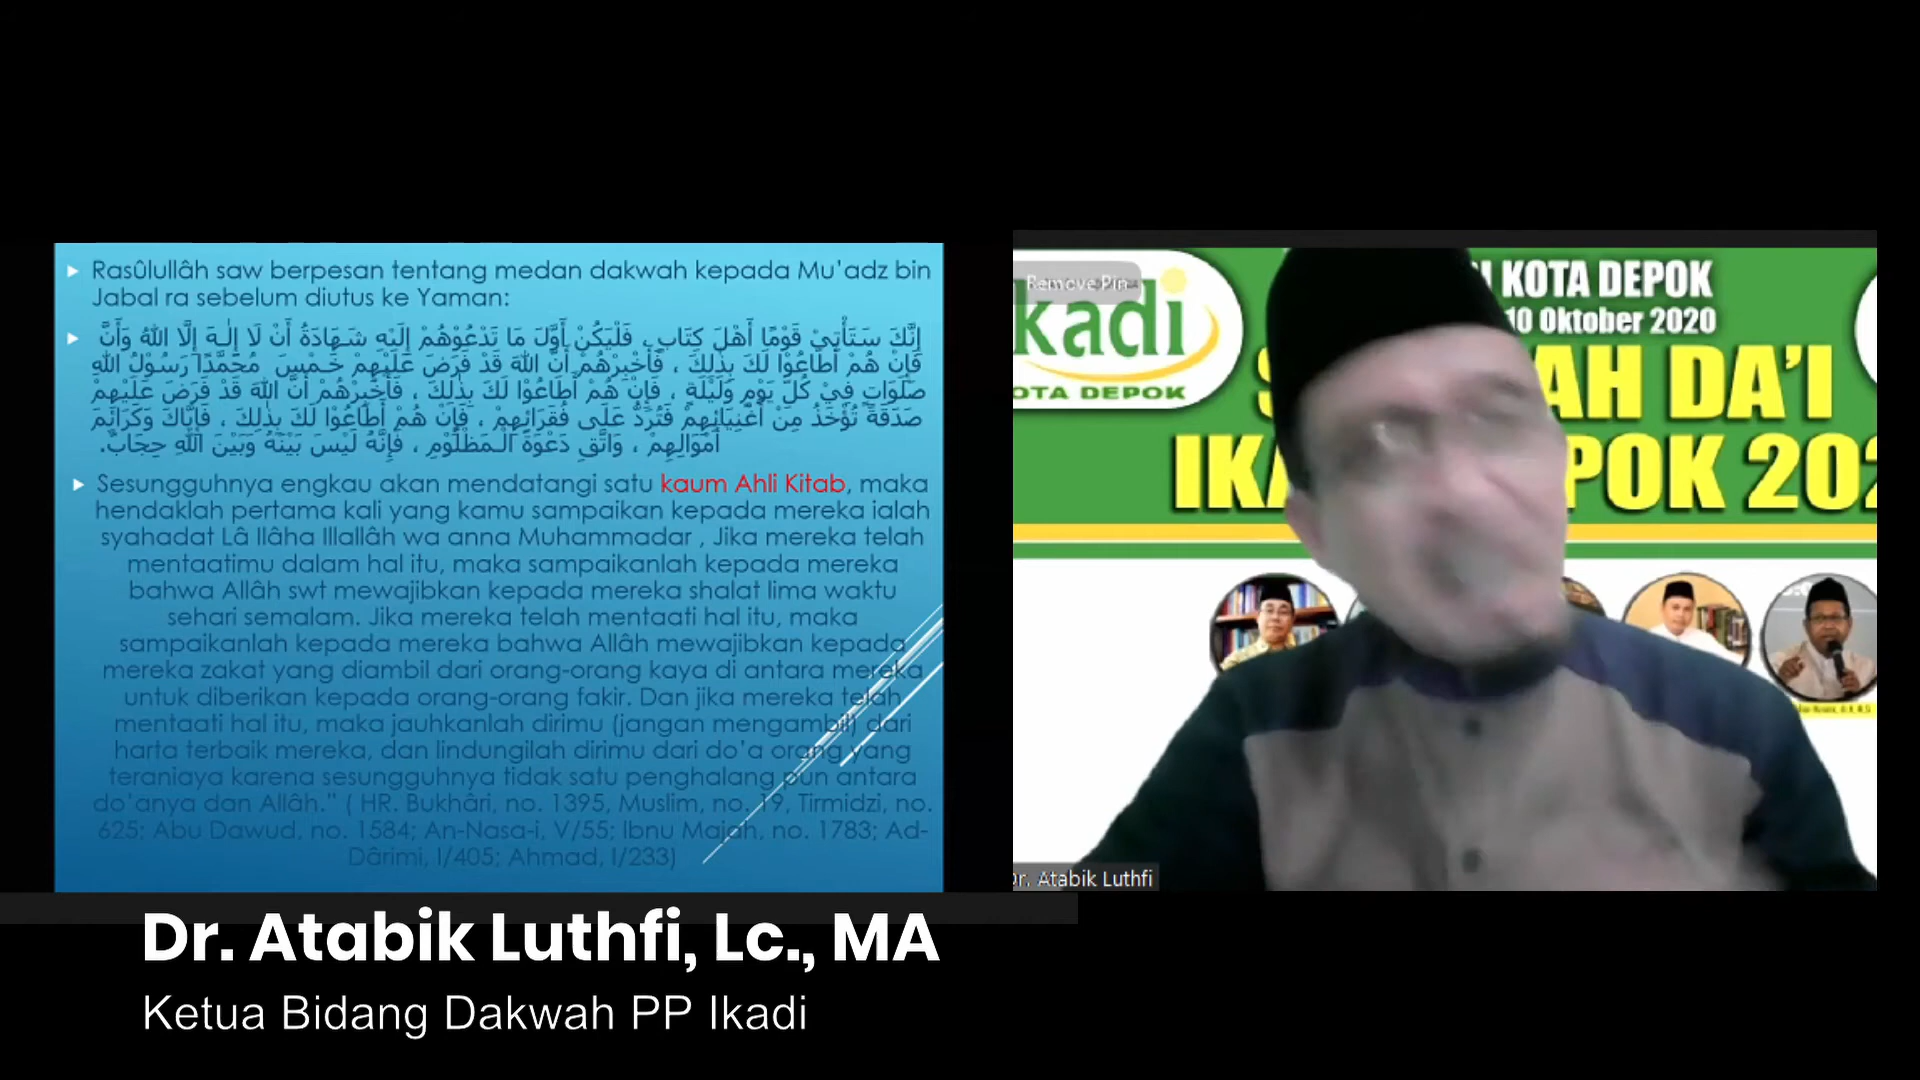 Rasûlullâh saw berpesan tentang medan dakwah kepada Mu'adz bin
Jabal ra sebelum diutus ke Yaman:
إِنَّكَ سَتَأْتِيْ قَوْمًا أَهْلَ كِتَابٍ ، فَلْيَكُنْ أَوَّلَ مَا تَدْعُوْهُمْ إِلَيْهِ شَـهَادَةُ أَنْ لَا إِلٰـهَ إِلَّا اللهُ وَأَنَّ
مُحَمَّدًا رَسُوْلُ اللهِ فَإِنْ هُمْ أَطَاعُوْا لَكَ بِذٰلِكَ ، فَأَخْبِرْهُمْ أَنَّ اللهَ قَدْ فَرَضَ عَلَيْهِمْ خَـمْسَ
صَلَوَاتٍ فِيْ كُلِّ يَوْمٍ وَلَيْلَةٍ ، فَإِنْ هُمْ أَطَاعُوْا لَكَ بِذٰلِكَ ، فَأَخْبِرْهُمْ أَنَّ اللهَ قَدْ فَرَضَ عَلَيْهِمْ
صَدَقَةً تُؤْخَذُ مِنْ أَغْنِيَائِهِمْ فَتُرَدُّ عَلَى فُقَرَائِهِمْ ، فَإِنْ هُمْ أَطَاعُوْا لَكَ بِذٰلِكَ ، فَإِيَّاكَ وَكَرَائِمَ
أَمْوَالِهِمْ ، وَاتَّقِ دَعْوَةَ الْـمَظْلُوْمِ ، فَإِنَّهُ لَيْسَ بَيْنَهُ وَبَيْنَ اللهِ حِجَابٌ.
Sesungguhnya engkau akan mendatangi satu kaum Ahli Kitab, maka
hendaklah pertama kali yang kamu sampaikan kepada mereka ialah
syahadat Lâ Ilâha Illallâh wa anna Muhammadar , Jika mereka telah
mentaatimu dalam hal itu, maka sampaikanlah kepada mereka
bahwa Allâh swt mewajibkan kepada mereka shalat lima waktu
sehari semalam. Jika mereka telah mentaati hal itu, maka
sampaikanlah kepada mereka bahwa Allâh mewajibkan kepada
mereka zakat yang diambil dari orang-orang kaya di antara mereka
untuk diberikan kepada orang-orang fakir. Dan jika mereka telah
mentaati hal itu, maka jauhkanlah dirimu (jangan mengambil) dari
harta terbaik mereka, dan lindungilah dirimu dari do'a orang yang
teraniaya karena sesungguhnya tidak satu penghalang pun antara
do'anya dan Allâh." ( HR. Bukhâri, no. 1395, Muslim, no. 19, Tirmidzi, no.
625; Abu Dawud, no. 1584; An-Nasa-i, V/55; Ibnu Majah, no. 1783; Ad-
Dârimi, I/405; Ahmad, I/233)
Remove Pin
kadi
OTA DEPOK
KOTA DEPOK
10 Oktober 2020
AH DA'I
IK POK 202
Dr. Atabik Luthfi
Dr. Atabik Luthfi, Lc., MA
Ketua Bidang Dakwah PP Ikadi